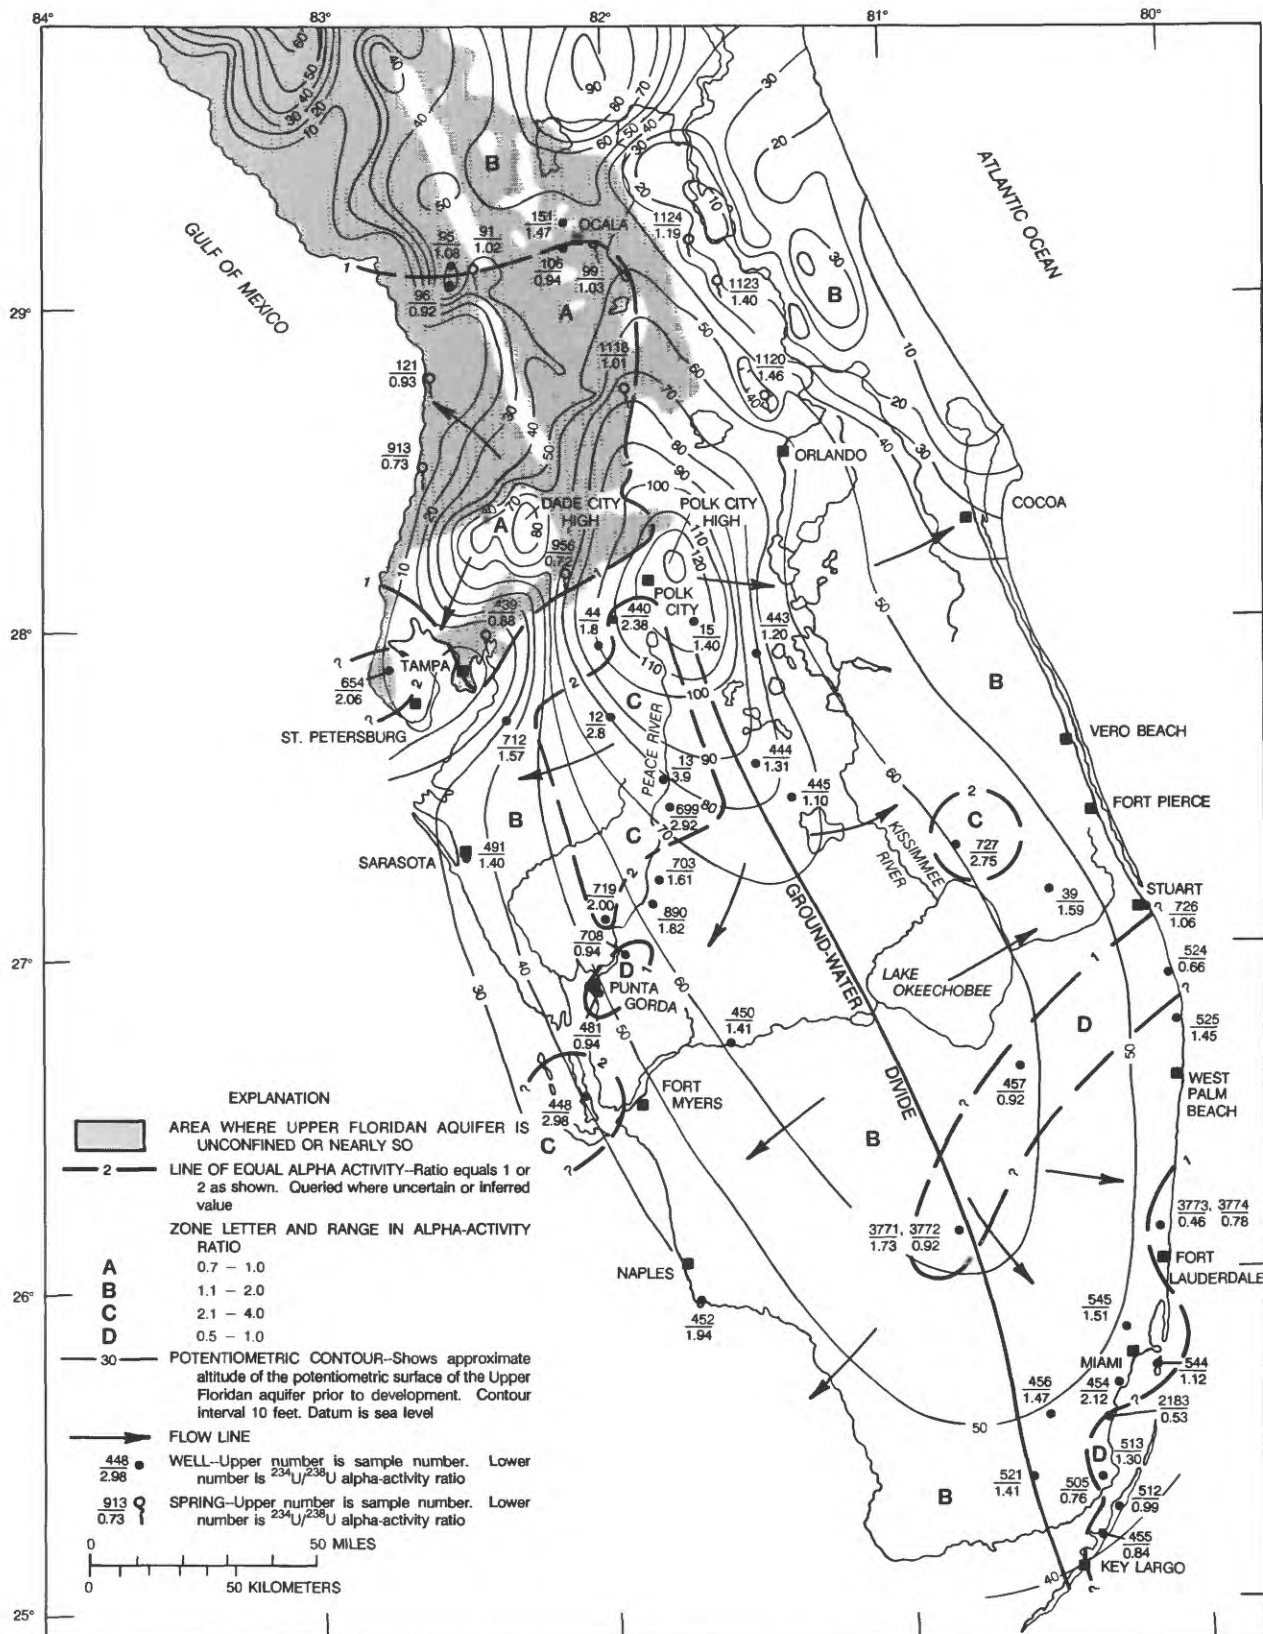 84° 83° 82° 81° 80°
ATLANTIC OCEAN
GULF OF MEXICO
B
151
1.47
OCALA
1124
1.19
95
1.08
91
1.02
106
0.94
99
1.03
1123
1.40
B
29°
96
0.92
A
1118
1.01
1120
1.46
121
0.93
913
0.73
ORLANDO
DADE CITY
HIGH
POLK CITY
HIGH
COCOA
A
956
0.72
POLK
CITY
28°
439
0.88
44
1.8
440
2.38
15
1.40
443
1.20
TAMPA
654
2.06
ST. PETERSBURG
C
B
712
1.57
12
2.8
PEACE RIVER
VERO BEACH
13
3.9
444
1.31
445
1.10
699
2.92
B
C
KISSIMMEE
RIVER
C
727
2.75
FORT PIERCE
SARASOTA
491
1.40
703
1.61
719
2.00
890
1.82
39
1.59
STUART
726
1.06
GROUND-WATER
DIVIDE
27°
708
0.94
D
PUNTA
GORDA
524
0.66
LAKE
OKEECHOBEE
481
0.94
450
1.41
D
525
1.45
457
0.92
WEST
PALM
BEACH
FORT
MYERS
448
2.98
C
B
3771, 3772
1.73 0.92
3773, 3774
0.46 0.78
FORT
LAUDERDALE
NAPLES
26°
452
1.94
545
1.51
MIAMI
544
1.12
456
1.47
454
2.12
2183
0.53
D
513
1.30
521
1.41
505
0.76
512
0.99
B
455
0.84
KEY LARGO
25°
EXPLANATION
AREA WHERE UPPER FLORIDAN AQUIFER IS
UNCONFINED OR NEARLY SO
2 LINE OF EQUAL ALPHA ACTIVITY--Ratio equals 1 or
2 as shown. Queried where uncertain or inferred
value
ZONE LETTER AND RANGE IN ALPHA-ACTIVITY
RATIO
A 0.7 – 1.0
B 1.1 – 2.0
C 2.1 – 4.0
D 0.5 – 1.0
30 POTENTIOMETRIC CONTOUR--Shows approximate
altitude of the potentiometric surface of the Upper
Floridan aquifer prior to development. Contour
interval 10 feet. Datum is sea level
FLOW LINE
448
2.98
WELL--Upper number is sample number. Lower
number is ²³⁴U/²³⁸U alpha-activity ratio
913
0.73
SPRING--Upper number is sample number. Lower
number is ²³⁴U/²³⁸U alpha-activity ratio
0 50 MILES
0 50 KILOMETERS